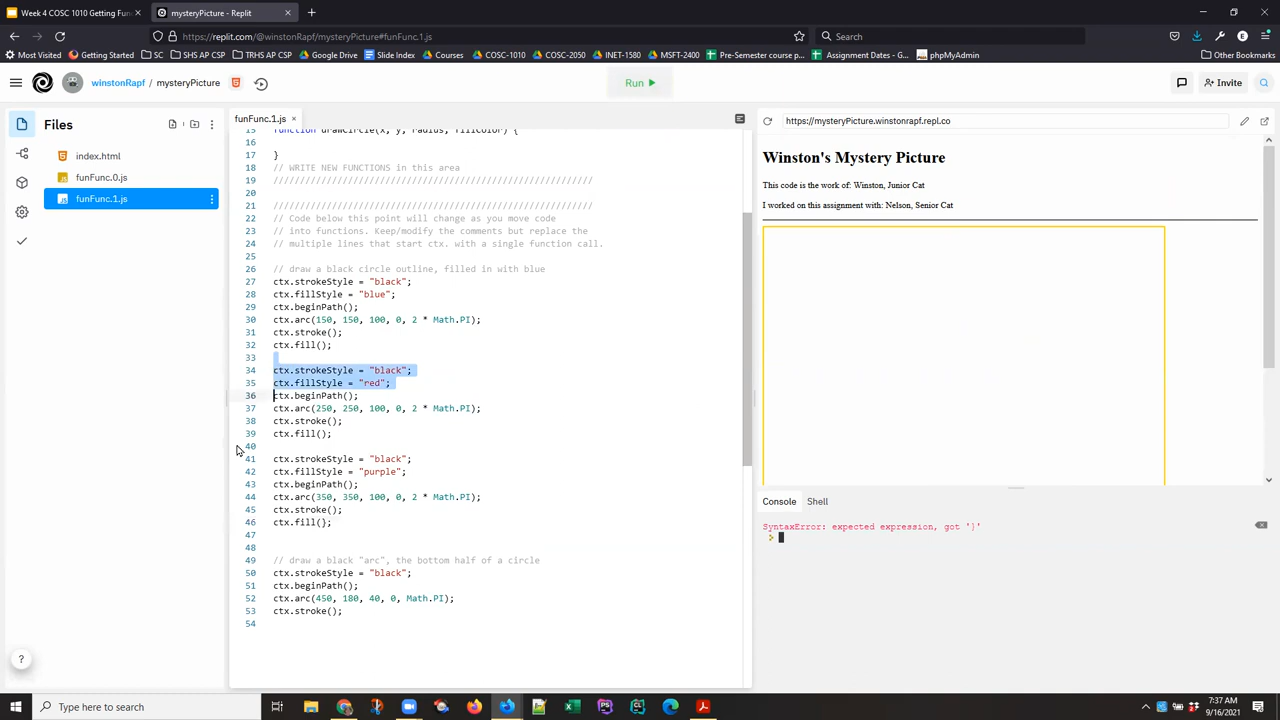 Week 4 COSC 1010 Getting Fun
mysteryPicture - Replit
https://replit.com/@winstonRapf/mysteryPicture#funFunc.1.js
Search
Most Visited
Getting Started
SC
SHS AP CSP
TRHS AP CSP
Google Drive
Slide Index
Courses
COSC-1010
COSC-2050
INET-1580
MSFT-2400
Pre-Semester course p...
Assignment Dates - G...
phpMyAdmin
Other Bookmarks
winstonRapf / mysteryPicture
Run
Invite
Files
index.html
funFunc.0.js
funFunc.1.js
funFunc.1.js
15 function drawCircle(x, y, radius, fillColor) {
16
17 }
18 // WRITE NEW FUNCTIONS in this area
19 ////////////////////////////////////////////////////////////
20
21 ////////////////////////////////////////////////////////////
22 // Code below this point will change as you move code
23 // into functions. Keep/modify the comments but replace the
24 // multiple lines that start ctx. with a single function call.
25
26 // draw a black circle outline, filled in with blue
27 ctx.strokeStyle = "black";
28 ctx.fillStyle = "blue";
29 ctx.beginPath();
30 ctx.arc(150, 150, 100, 0, 2 * Math.PI);
31 ctx.stroke();
32 ctx.fill();
33
34 ctx.strokeStyle = "black";
35 ctx.fillStyle = "red";
36 ctx.beginPath();
37 ctx.arc(250, 250, 100, 0, 2 * Math.PI);
38 ctx.stroke();
39 ctx.fill();
40
41 ctx.strokeStyle = "black";
42 ctx.fillStyle = "purple";
43 ctx.beginPath();
44 ctx.arc(350, 350, 100, 0, 2 * Math.PI);
45 ctx.stroke();
46 ctx.fill();
47
48
49 // draw a black "arc", the bottom half of a circle
50 ctx.strokeStyle = "black";
51 ctx.beginPath();
52 ctx.arc(450, 180, 40, 0, Math.PI);
53 ctx.stroke();
54
https://mysteryPicture.winstonrapf.repl.co
Winston's Mystery Picture
This code is the work of: Winston, Junior Cat
I worked on this assignment with: Nelson, Senior Cat
Console
Shell
SyntaxError: expected expression, got '}'
?
Type here to search
7:37 AM
9/16/2021